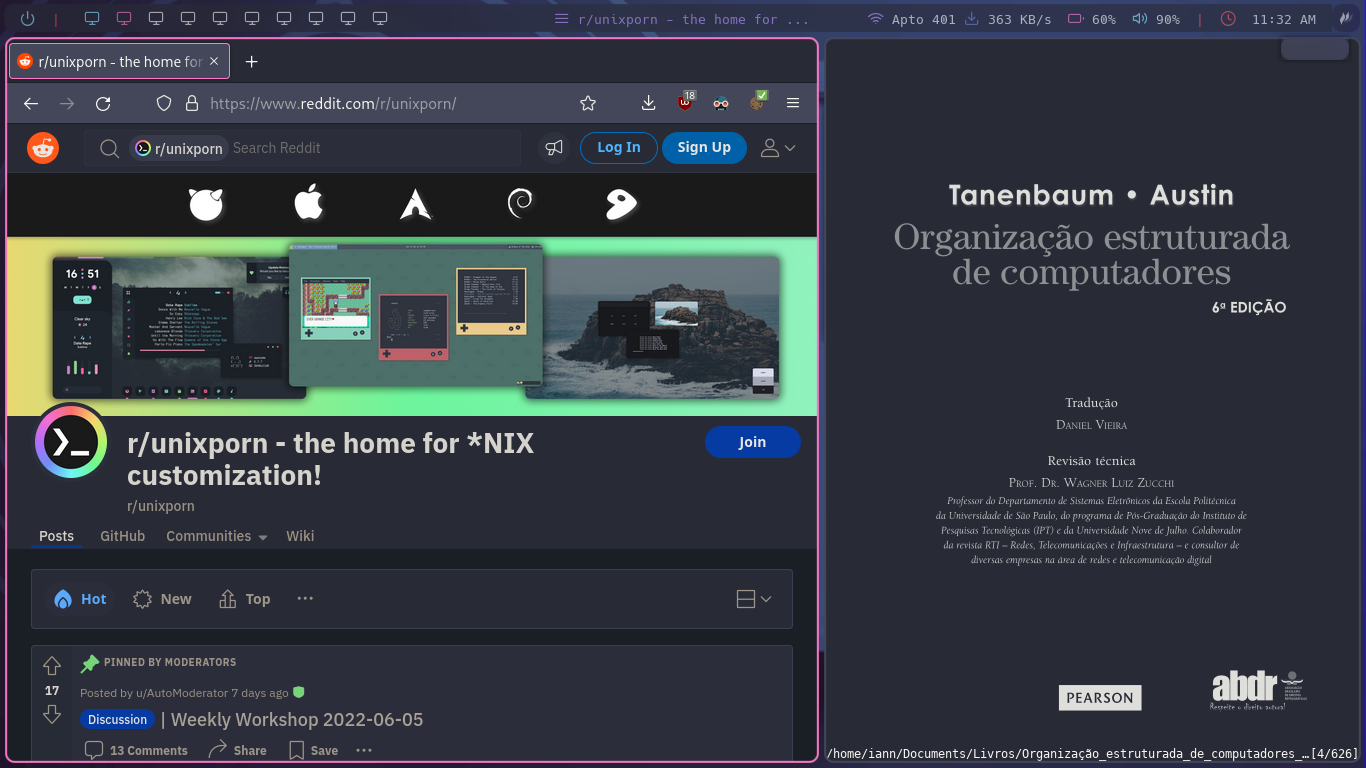 r/unixporn - the home for ...
Apto 401
363 KB/s
60%
90%
|
11:32 AM
r/unixporn - the home for
https://www.reddit.com/r/unixporn/
18
r/unixporn
Search Reddit
Log In
Sign Up
16:51
r/unixporn - the home for *NIX
customization!
Join
r/unixporn
Posts
GitHub
Communities
Wiki
Hot
New
Top
PINNED BY MODERATORS
17
Posted by u/AutoModerator 7 days ago
Discussion | Weekly Workshop 2022-06-05
13 Comments
Share
Save
Tanenbaum • Austin
Organização estruturada
de computadores
6ª EDIÇÃO
Tradução
Daniel Vieira
Revisão técnica
Prof. Dr. Wagner Luiz Zucchi
Professor do Departamento de Sistemas Eletrônicos da Escola Politécnica
da Universidade de São Paulo, do programa de Pós-Graduação do Instituto de
Pesquisas Tecnológicas (IPT) e da Universidade Nove de Julho. Colaborador
da revista RTI – Redes, Telecomunicações e Infraestrutura – e consultor de
diversas empresas na área de redes e telecomunicação digital
PEARSON
abdr
Respeite o direito autoral
/home/iann/Documents/Livros/Organização_estruturada_de_computadores_…[4/626]